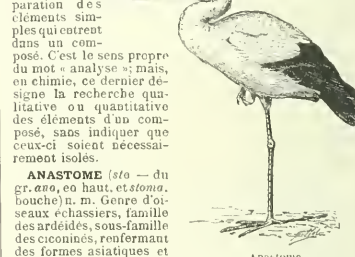 paration des
éléments sim-
ples qui entrent
dans un com-
posé. C'est le sens propre
du mot « analyse »; mais,
en chimie, ce dernier dé-
signe la recherche qua-
litative ou quantitative
des éléments d'un com-
posé, sans indiquer que
ceux-ci soient nécessai-
rement isolés.
ANASTOME (sto — du
gr. ano, en haut, et stoma,
bouche) n. m. Genre d'oi-
seaux échassiers, famille
des ardéidés, sous-famille
des ciconinés, renfermant
des formes asiatiques et